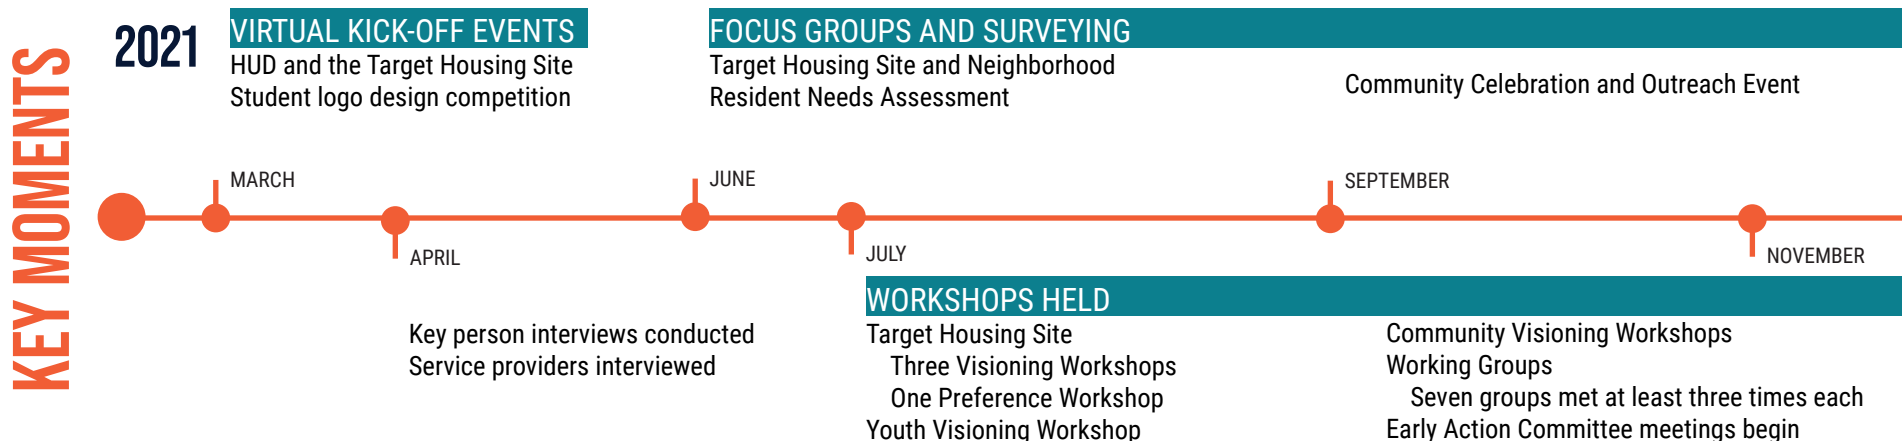 KEY MOMENTS
2021
VIRTUAL KICK-OFF EVENTS
HUD and the Target Housing Site
Student logo design competition
FOCUS GROUPS AND SURVEYING
Target Housing Site and Neighborhood
Resident Needs Assessment
Community Celebration and Outreach Event
MARCH
JUNE
SEPTEMBER
APRIL
JULY
NOVEMBER
Key person interviews conducted
Service providers interviewed
WORKSHOPS HELD
Target Housing Site
Three Visioning Workshops
One Preference Workshop
Youth Visioning Workshop
Community Visioning Workshops
Working Groups
Seven groups met at least three times each
Early Action Committee meetings begin